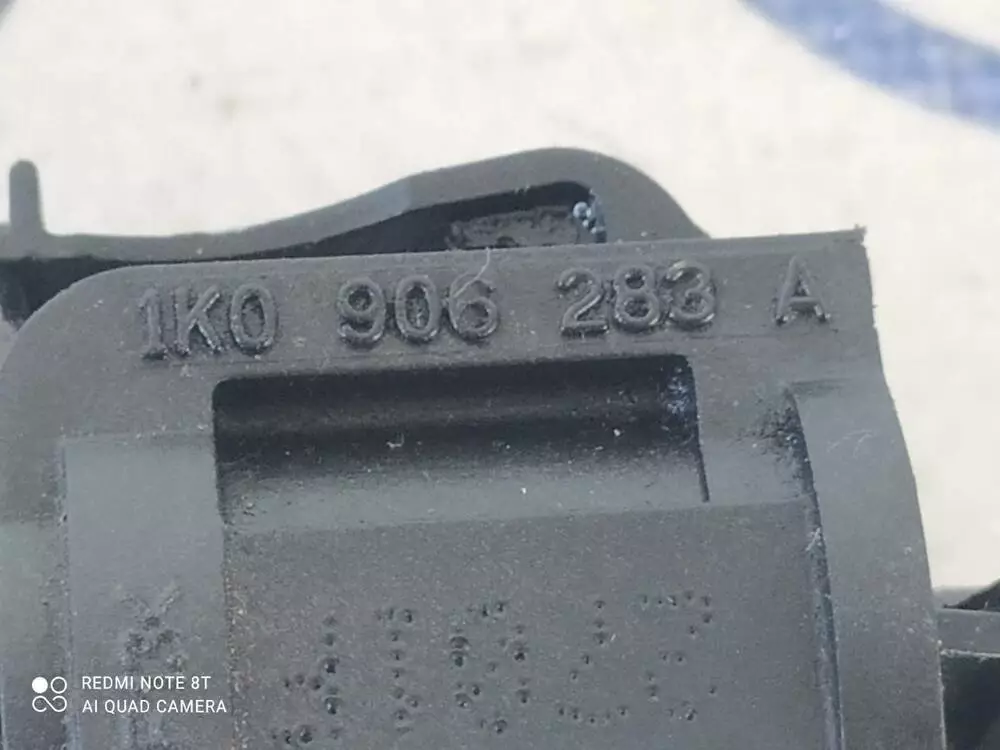 1K0 906 283 A
REDMI NOTE 8T
AI QUAD CAMERA